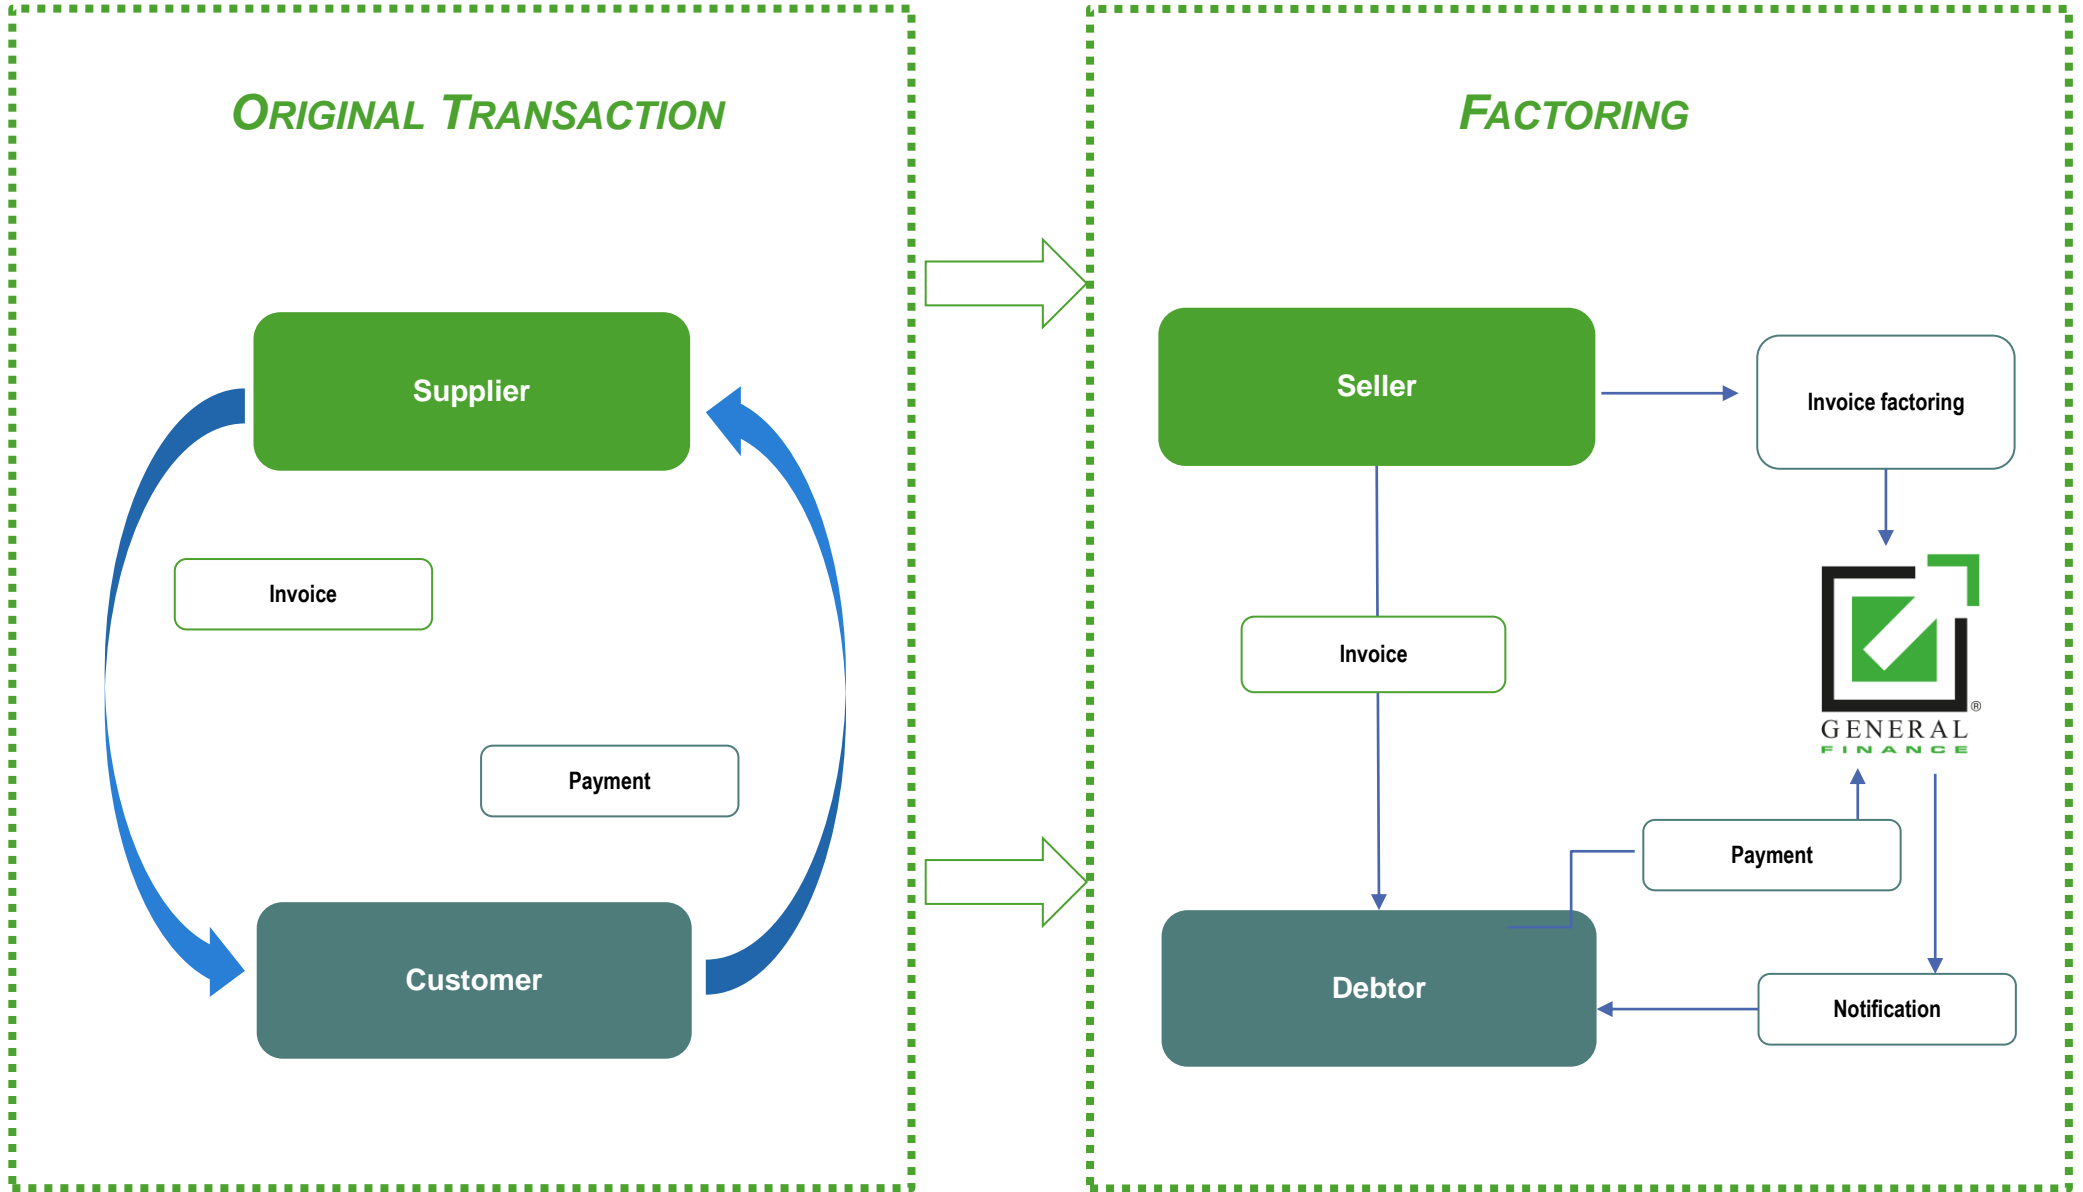 ORIGINAL TRANSACTION
Supplier
Invoice
Payment
Customer
FACTORING
Seller
Invoice factoring
Invoice
GENERAL
FINANCE
®
Payment
Debtor
Notification